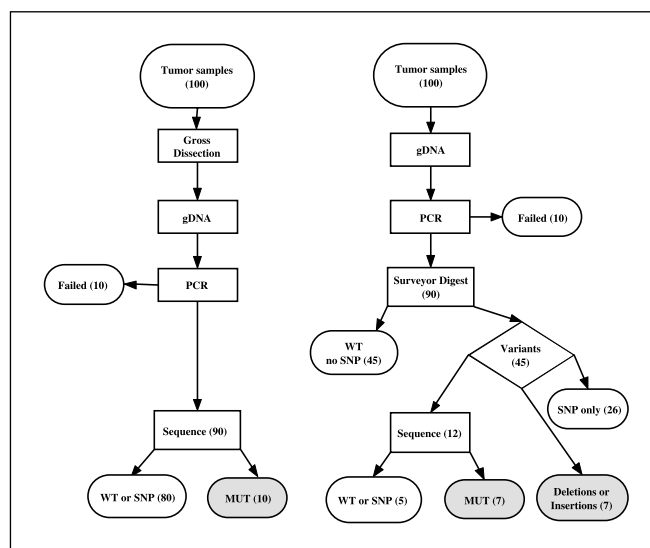 Tumor samples
(100)
Gross
Dissection
gDNA
PCR
Failed (10)
Sequence (90)
WT or SNP (80)
MUT (10)
Tumor samples
(100)
gDNA
PCR
Failed (10)
Surveyor Digest
(90)
WT
no SNP (45)
Variants
(45)
SNP only (26)
Sequence (12)
WT or SNP (5)
MUT (7)
Deletions or
Insertions (7)